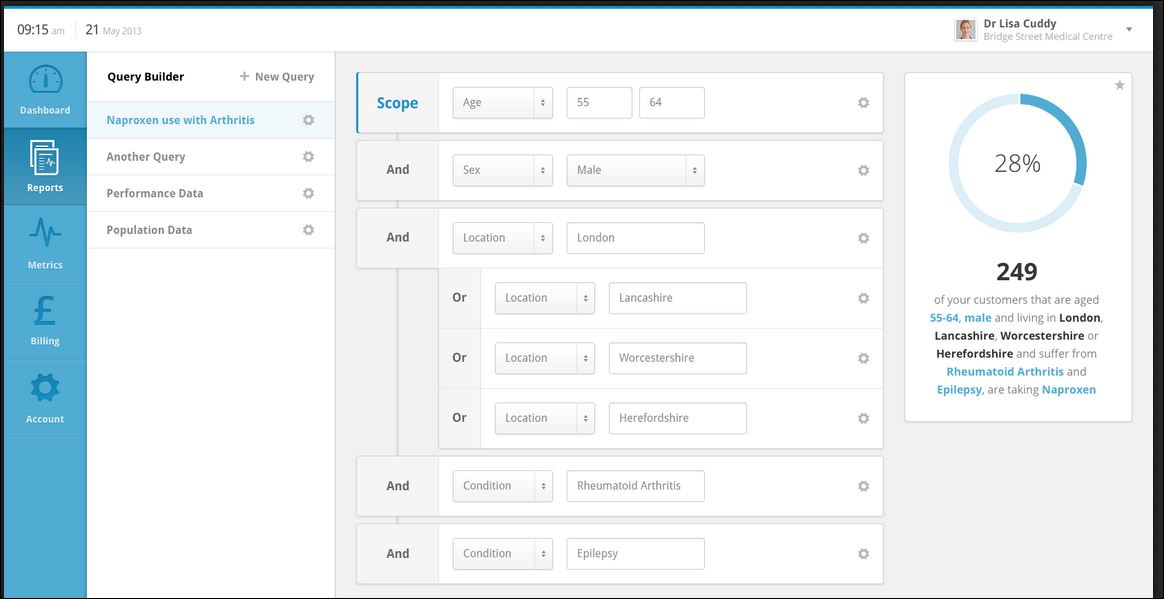 09:15 am 21 May 2013
Dr Lisa Cuddy
Bridge Street Medical Centre
Dashboard
Reports
Metrics
£
Billing
Account
Query Builder + New Query
Naproxen use with Arthritis
Another Query
Performance Data
Population Data
Scope Age 55 64
And Sex Male
And Location London
Or Location Lancashire
Or Location Worcestershire
Or Location Herefordshire
And Condition Rheumatoid Arthritis
And Condition Epilepsy
28%
249
of your customers that are aged
55-64, male and living in London,
Lancashire, Worcestershire or
Herefordshire and suffer from
Rheumatoid Arthritis and
Epilepsy, are taking Naproxen